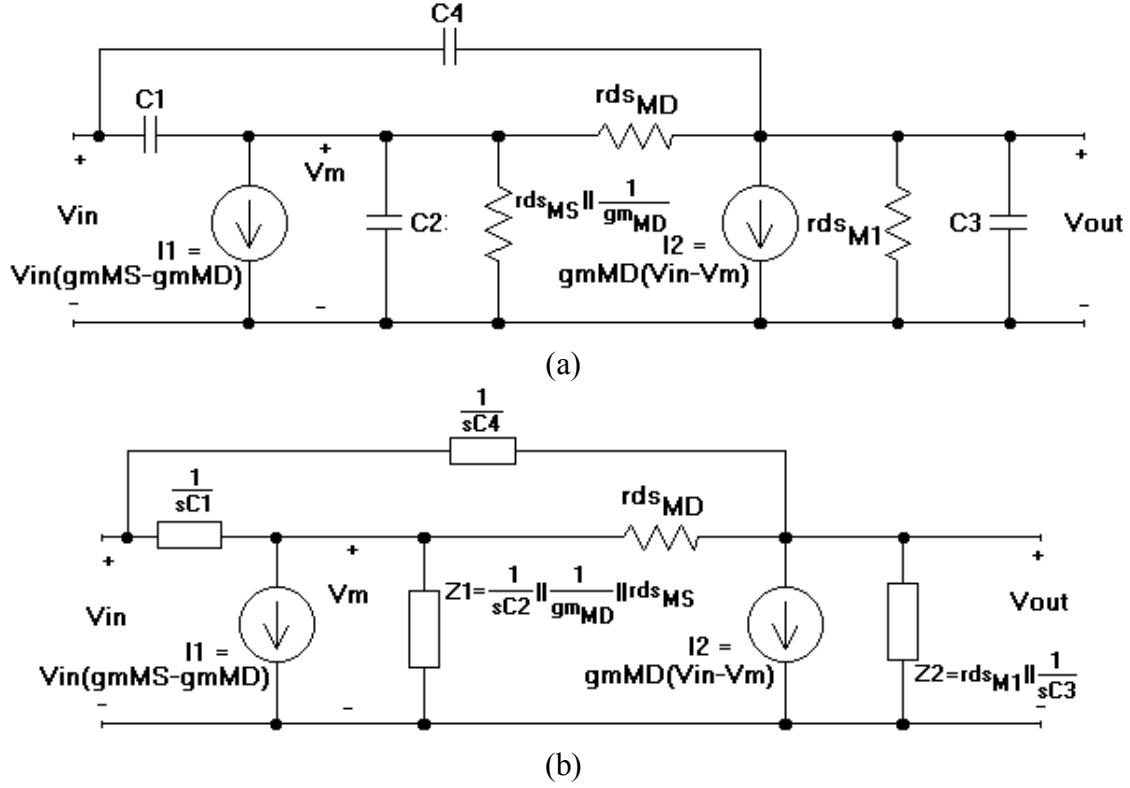 C4
C1
rdsMD
+
+
+
Vm
Vin
C2
rdsMS || 1/gmMD
I1 =
Vin(gmMS-gmMD)
I2 =
gmMD(Vin-Vm)
rdsM1
C3
Vout
-
-
-
(a)
1/sC4
1/sC1
rdsMD
+
+
+
Vm
Vin
Z1=1/sC2 || 1/gmMD || rdsMS
Vout
I1 =
Vin(gmMS-gmMD)
I2 =
gmMD(Vin-Vm)
Z2=rdsM1 || 1/sC3
-
-
-
(b)